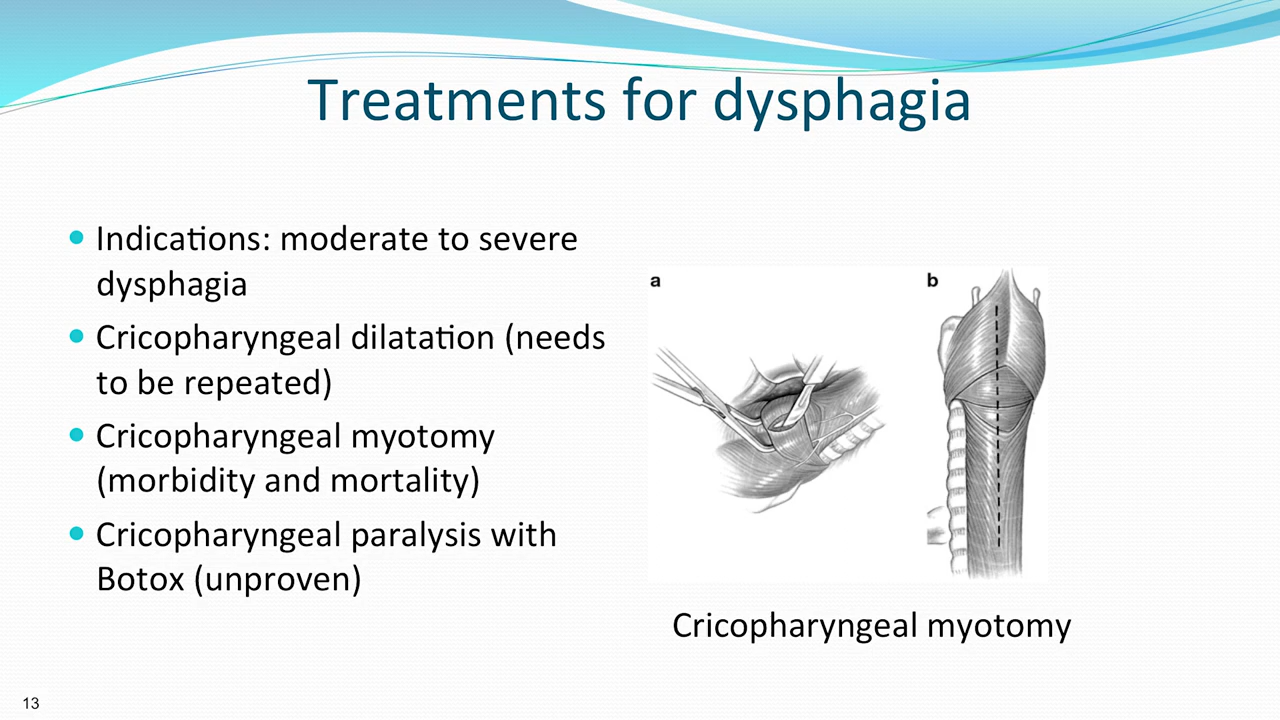 Treatments for dysphagia
Indications: moderate to severe
dysphagia
Cricopharyngeal dilatation (needs
to be repeated)
Cricopharyngeal myotomy
(morbidity and mortality)
Cricopharyngeal paralysis with
Botox (unproven)
a
b
Cricopharyngeal myotomy
13